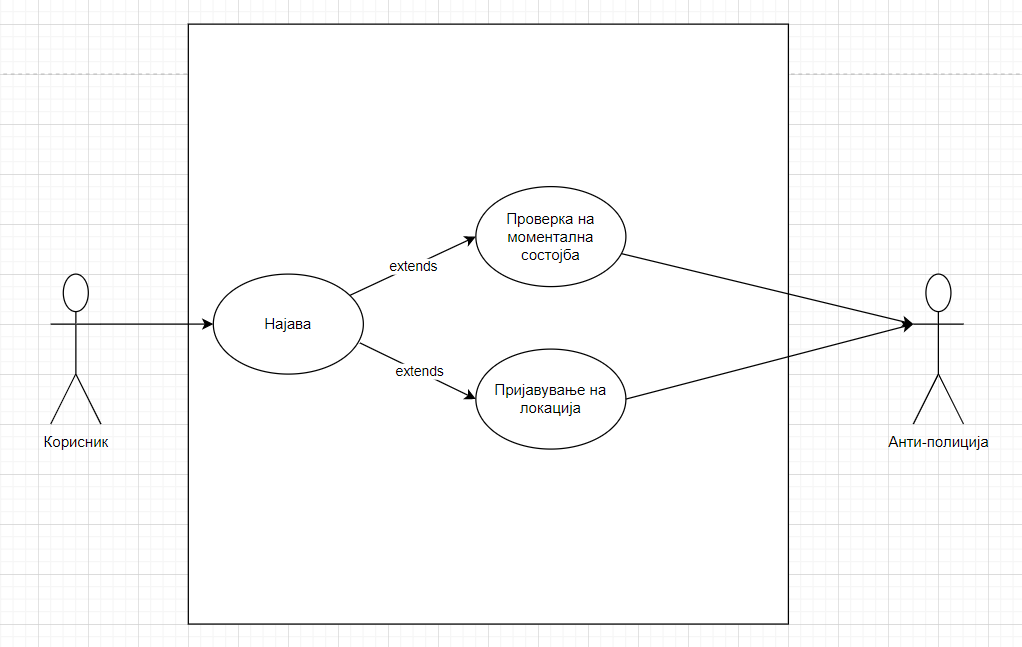 Проверка на
моментална
состојба
extends
Најава
extends
Пријавување на
локација
Корисник
Анти-полиција